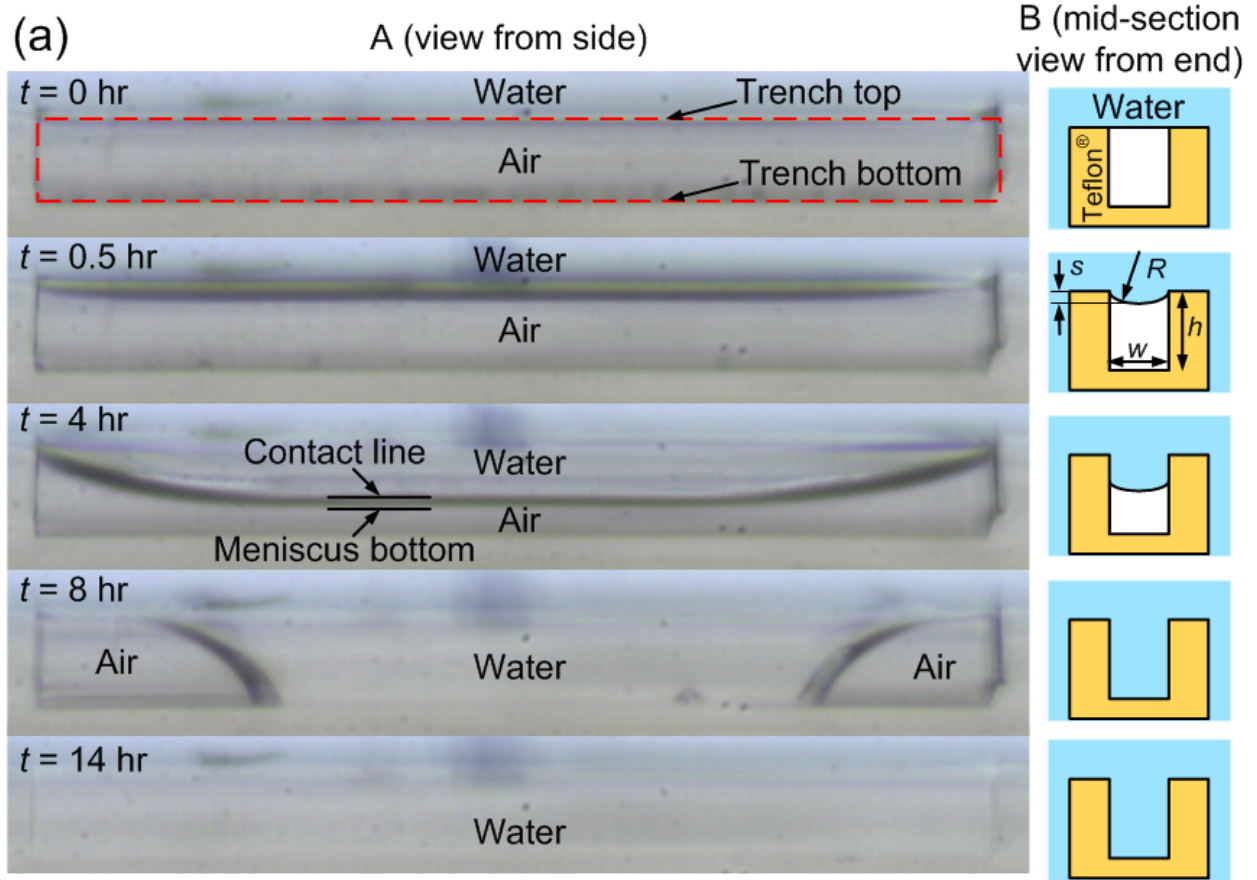 (a)
A (view from side)
B (mid-section
view from end)
t = 0 hr
Water
Trench top
Air
Trench bottom
Water
Teflon®
t = 0.5 hr
Water
Air
s
R
h
w
t = 4 hr
Contact line
Water
Air
Meniscus bottom
t = 8 hr
Air
Water
Air
t = 14 hr
Water